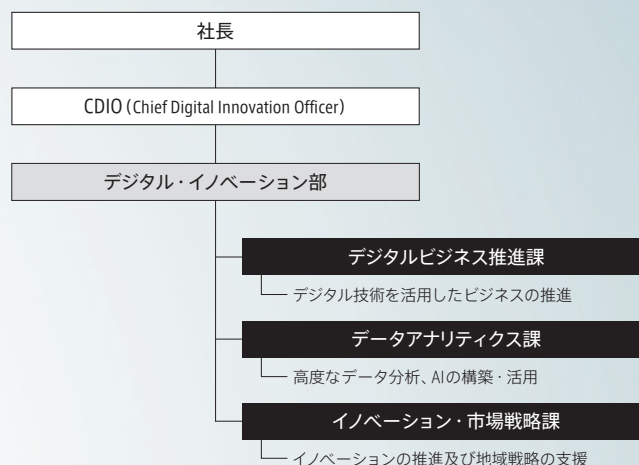 社長
CDIO(Chief Digital Innovation Officer)
デジタル・イノベーション部
デジタルビジネス推進課
デジタル技術を活用したビジネスの推進
データアナリティクス課
高度なデータ分析、AIの構築・活用
イノベーション・市場戦略課
イノベーションの推進及び地域戦略の支援